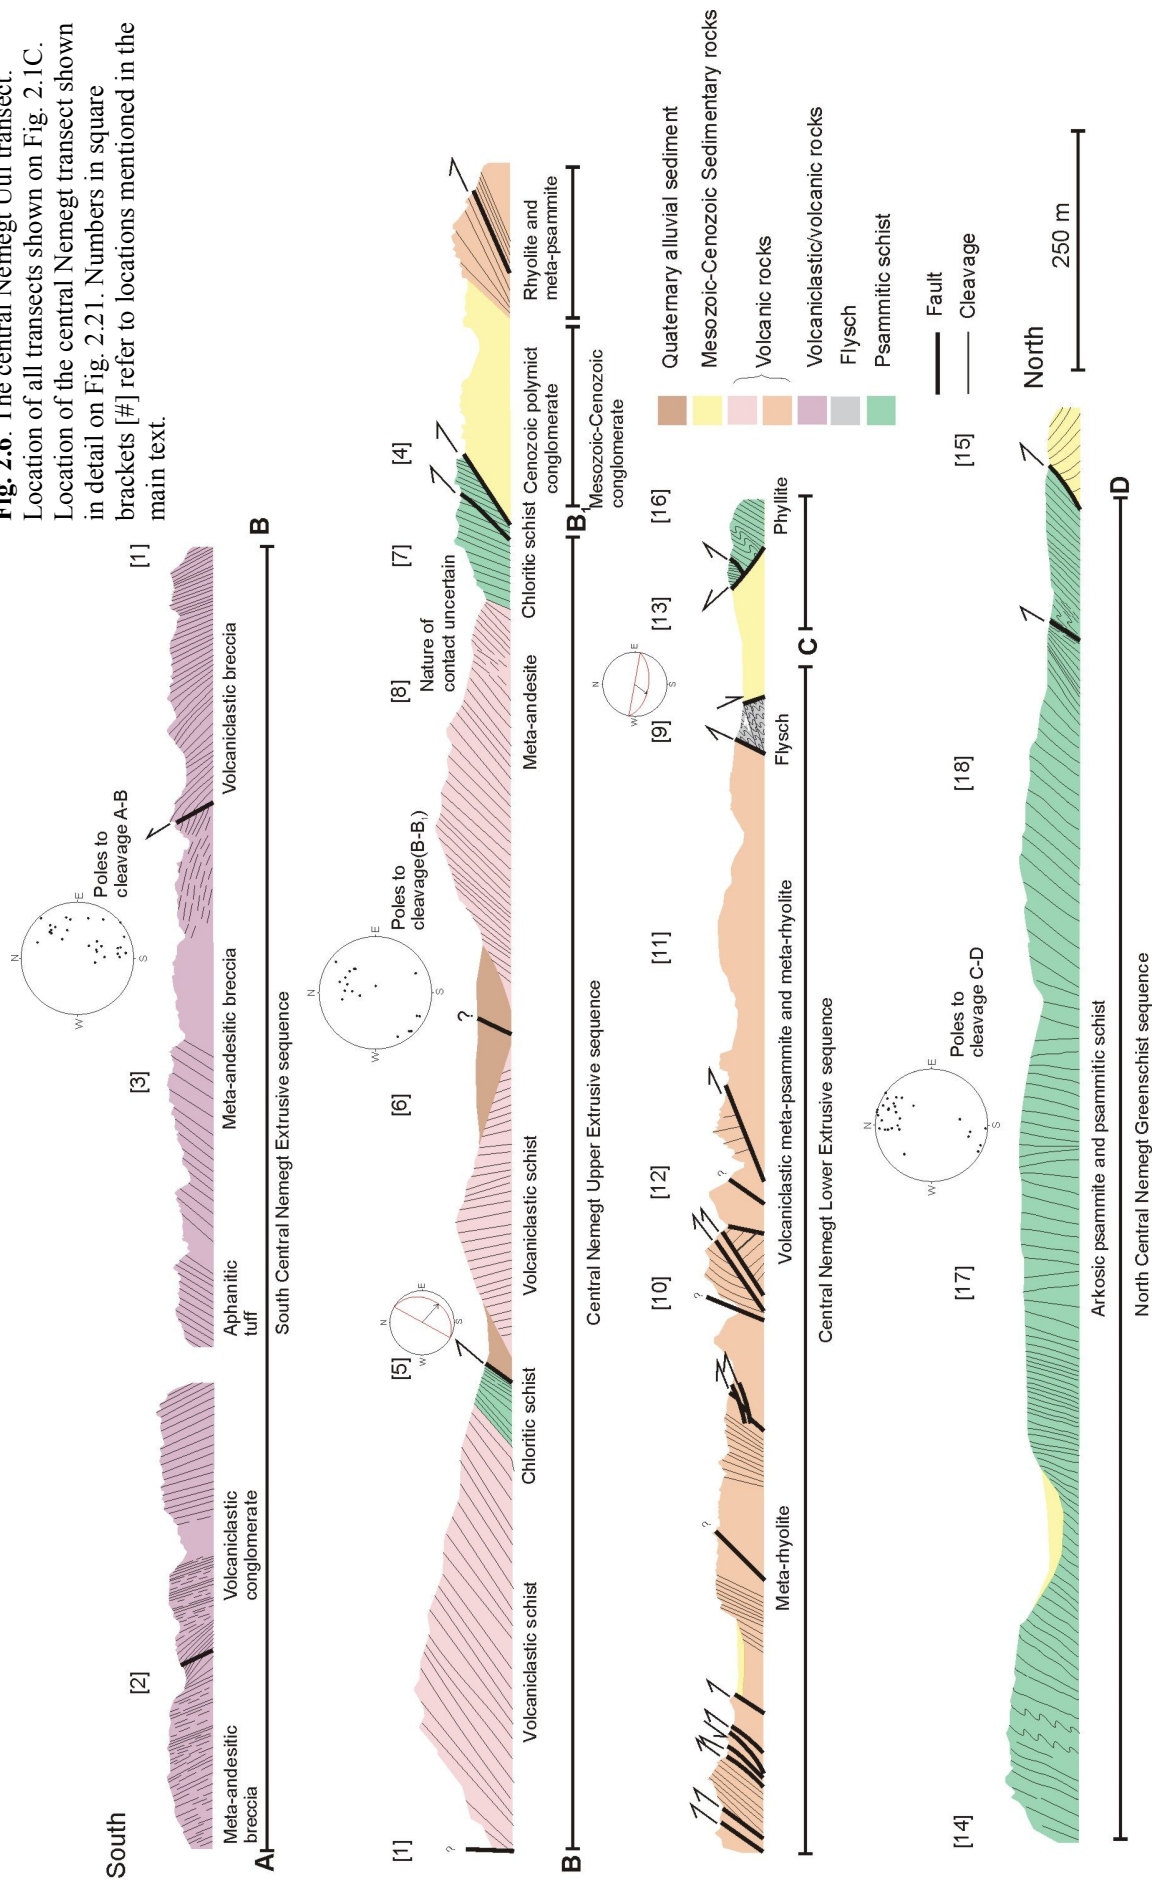 Fig. 2.6. The central Nemegt Uul transect.
Location of all transects shown on Fig. 2.1C.
Location of the central Nemegt transect shown
in detail on Fig. 2.21. Numbers in square
brackets [#] refer to locations mentioned in the
main text.
South
[2]
[3]
[1]
N
E
S
W
Poles to
cleavage A-B
Meta-andesitic
breccia
Volcaniclastic
conglomerate
Aphanitic
tuff
Meta-andesitic breccia
Volcaniclastic breccia
A
B
South Central Nemegt Extrusive sequence
[1]
[5]
[6]
[8]
[7]
[4]
?
N
E
S
W
?
N
E
S
W
Poles to
cleavage(B-B1)
Nature of
contact uncertain
Volcaniclastic schist
Chloritic schist
Volcaniclastic schist
Meta-andesite
Chloritic schist
Cenozoic polymict
conglomerate
Rhyolite and
meta-psammite
B
B1
Mesozoic-Cenozoic
conglomerate
Central Nemegt Upper Extrusive sequence
[10]
[12]
[11]
[9]
[13]
[16]
?
?
?
N
E
S
W
Meta-rhyolite
Volcaniclastic meta-psammite and meta-rhyolite
Flysch
Phyllite
C
Central Nemegt Lower Extrusive sequence
Quaternary alluvial sediment
Mesozoic-Cenozoic Sedimentary rocks
Volcanic rocks
Volcaniclastic/volcanic rocks
Flysch
Psammitic schist
Fault
Cleavage
[14]
[17]
[18]
[15]
North
250 m
N
E
S
W
Poles to
cleavage C-D
Arkosic psammite and psammitic schist
D
North Central Nemegt Greenschist sequence